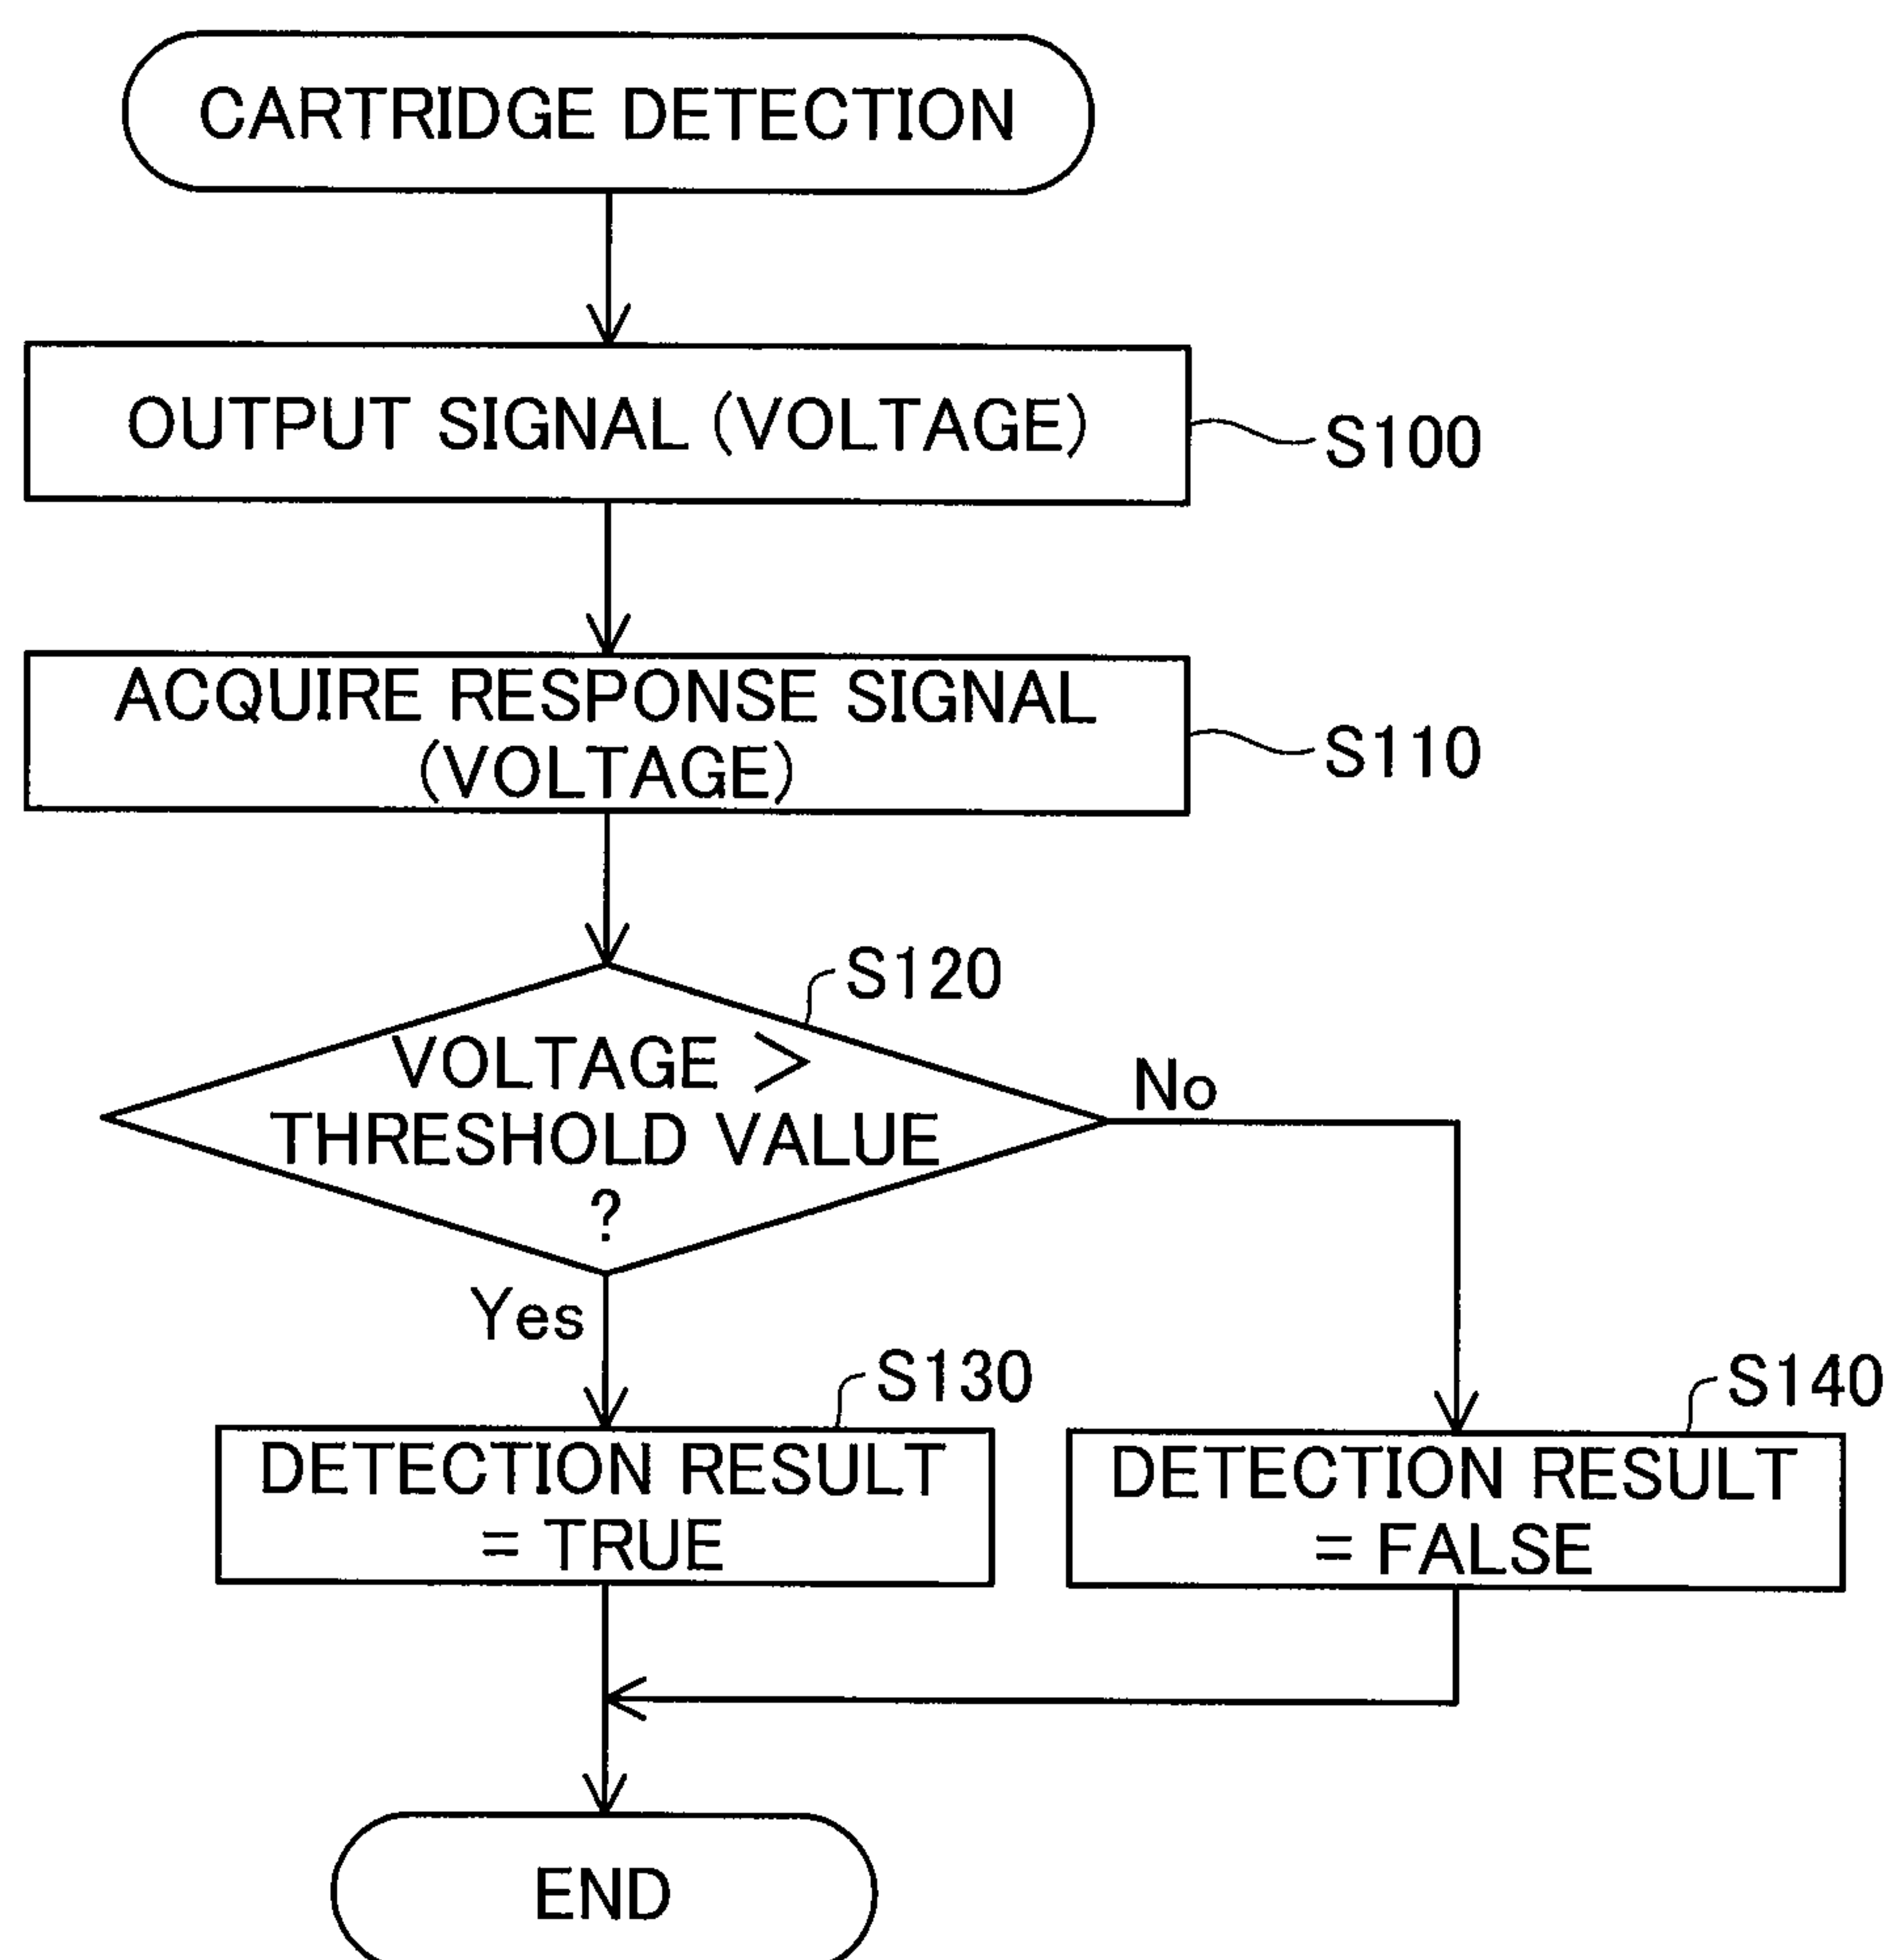 CARTRIDGE DETECTION
OUTPUT SIGNAL (VOLTAGE)
S100
ACQUIRE RESPONSE SIGNAL
(VOLTAGE)
S110
S120
VOLTAGE >
THRESHOLD VALUE
?
No
Yes
S130
DETECTION RESULT
= TRUE
S140
DETECTION RESULT
= FALSE
END